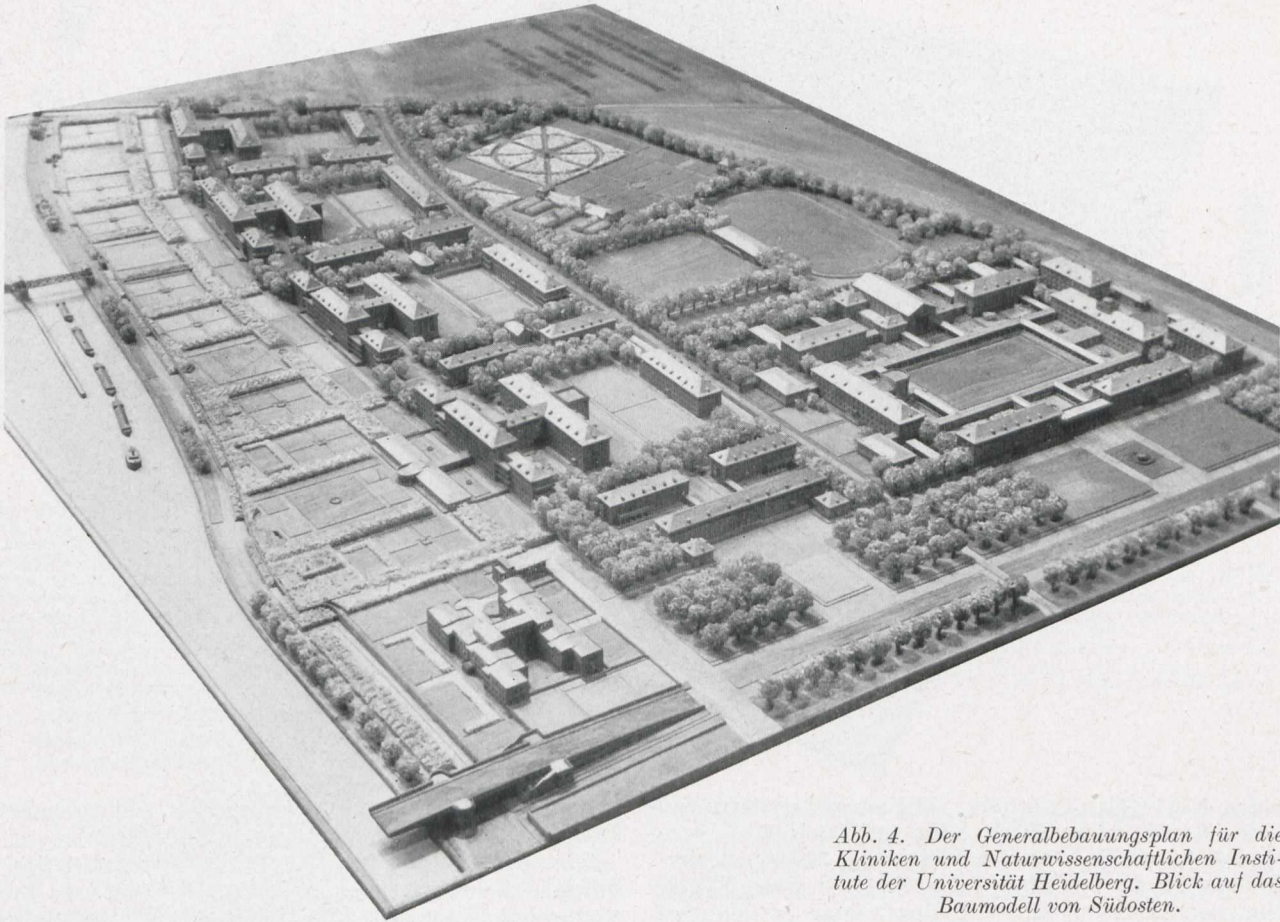 Abb. 4. Der Generalbebauungsplan für die
Kliniken und Naturwissenschaftlichen Insti-
tute der Universität Heidelberg. Blick auf das
Baumodell von Südosten.